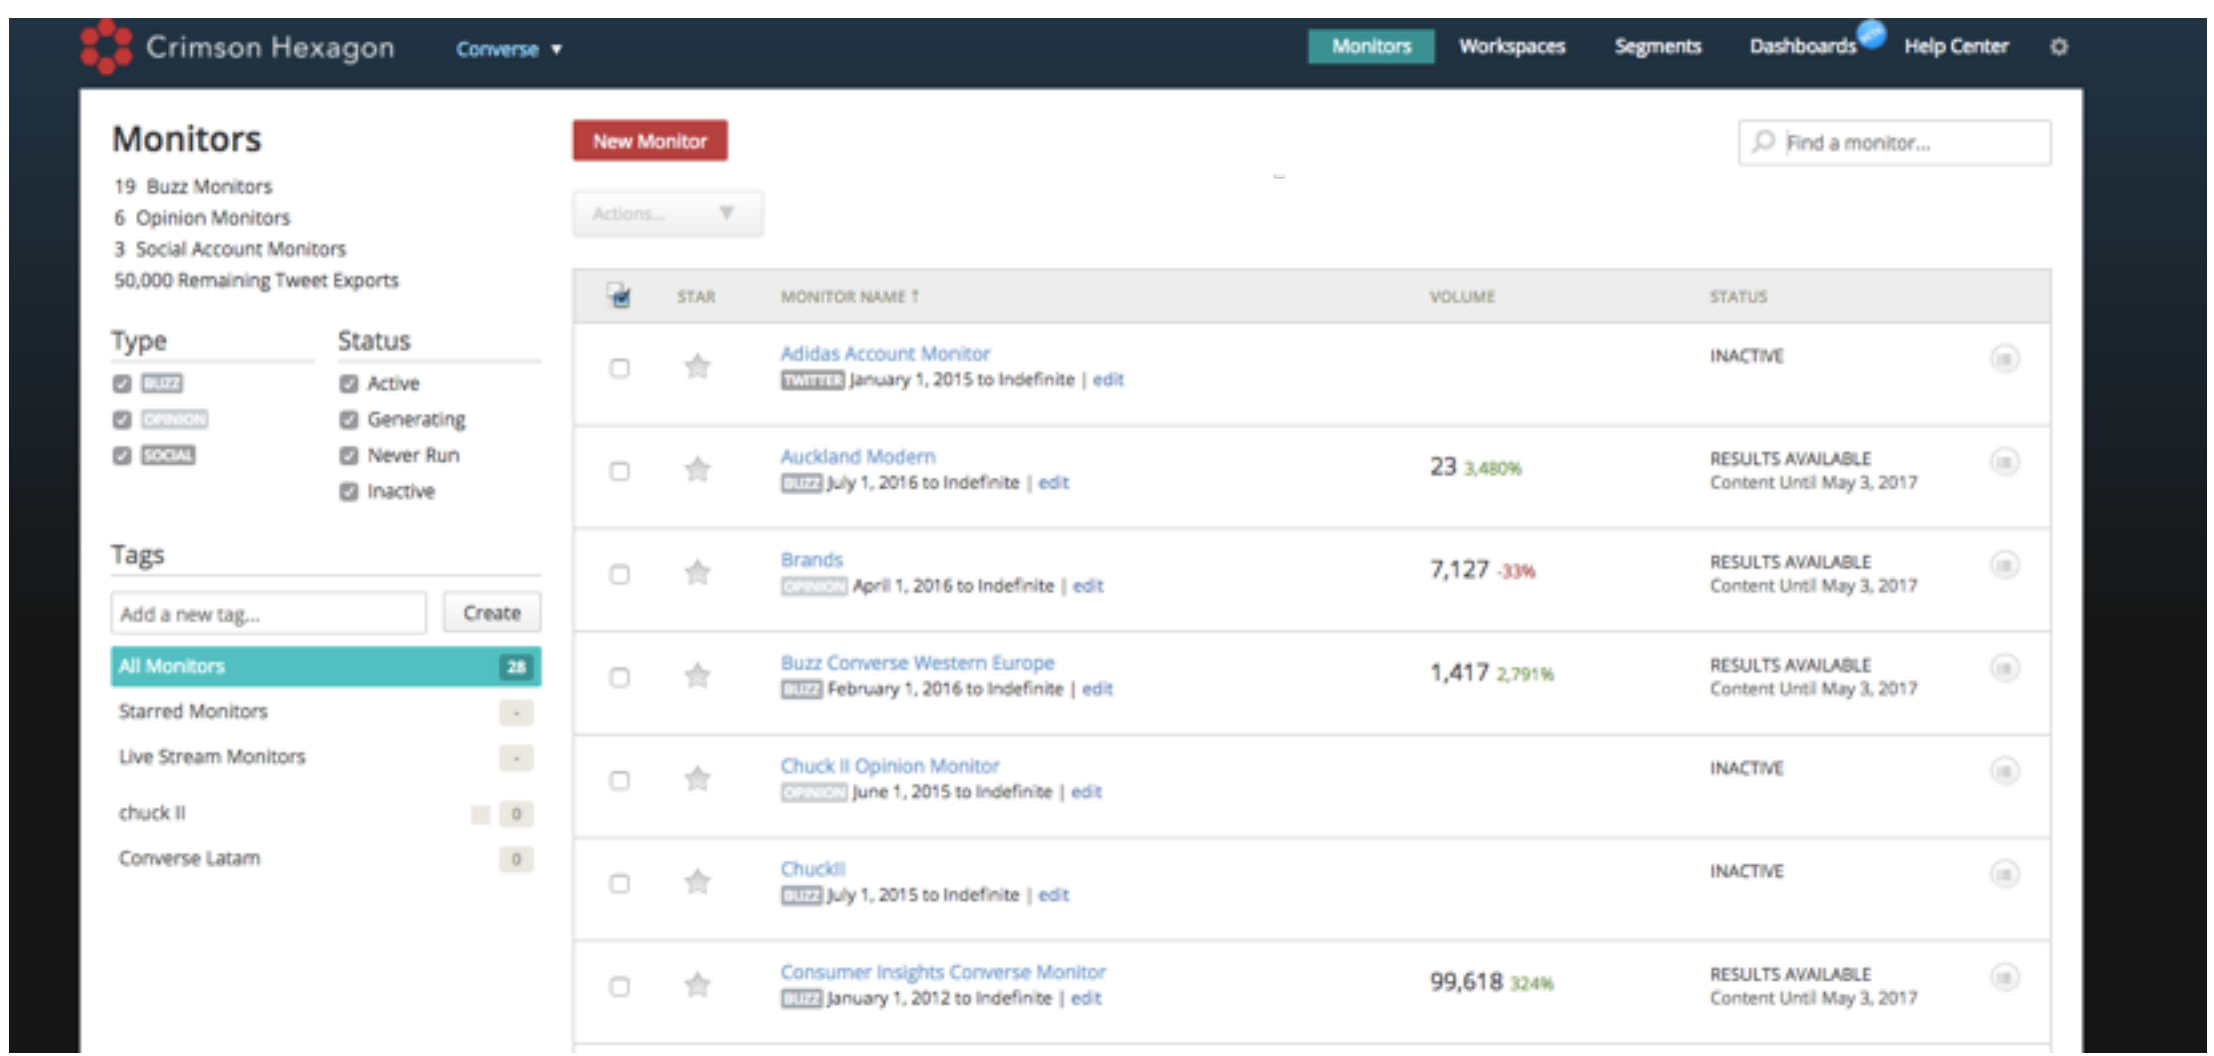 Crimson Hexagon
Converse ▼
Monitors Workspaces Segments Dashboards BETA Help Center
Monitors
19 Buzz Monitors
6 Opinion Monitors
3 Social Account Monitors
50,000 Remaining Tweet Exports
Type
BUZZ
OPINION
SOCIAL
Status
Active
Generating
Never Run
Inactive
Tags
Add a new tag...
Create
All Monitors 28
Starred Monitors -
Live Stream Monitors -
chuck II 0
Converse Latam 0
New Monitor
Find a monitor...
Actions... ▼
STAR MONITOR NAME ↑ VOLUME STATUS
Adidas Account Monitor INACTIVE
TWITTER January 1, 2015 to Indefinite | edit
Auckland Modern 23 3,480% RESULTS AVAILABLE
BUZZ July 1, 2016 to Indefinite | edit Content Until May 3, 2017
Brands 7,127 -33% RESULTS AVAILABLE
OPINION April 1, 2016 to Indefinite | edit Content Until May 3, 2017
Buzz Converse Western Europe 1,417 2,791% RESULTS AVAILABLE
BUZZ February 1, 2016 to Indefinite | edit Content Until May 3, 2017
Chuck II Opinion Monitor INACTIVE
OPINION June 1, 2015 to Indefinite | edit
ChuckII INACTIVE
BUZZ July 1, 2015 to Indefinite | edit
Consumer Insights Converse Monitor 99,618 324% RESULTS AVAILABLE
BUZZ January 1, 2012 to Indefinite | edit Content Until May 3, 2017